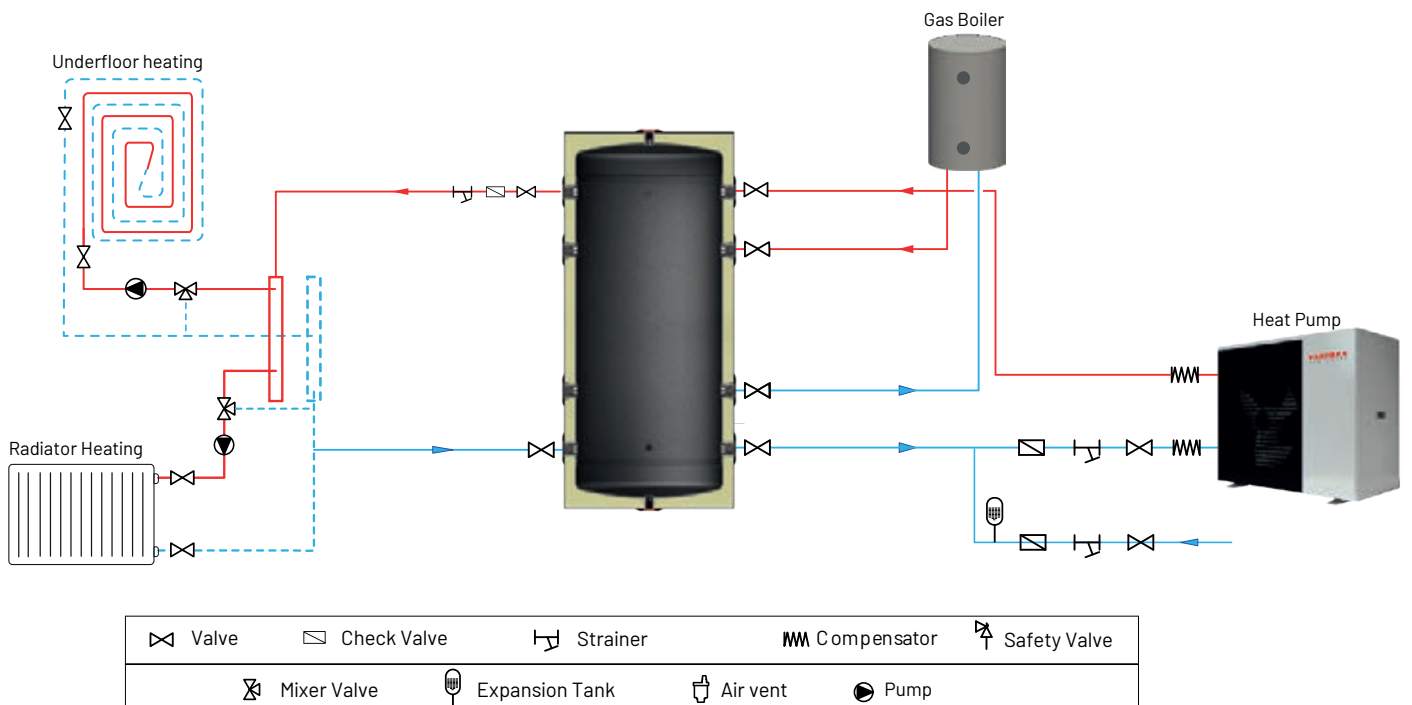 Gas Boiler
Underfloor heating
Heat Pump
Radiator Heating
Valve
Check Valve
Strainer
Compensator
Safety Valve
Mixer Valve
Expansion Tank
Air vent
Pump